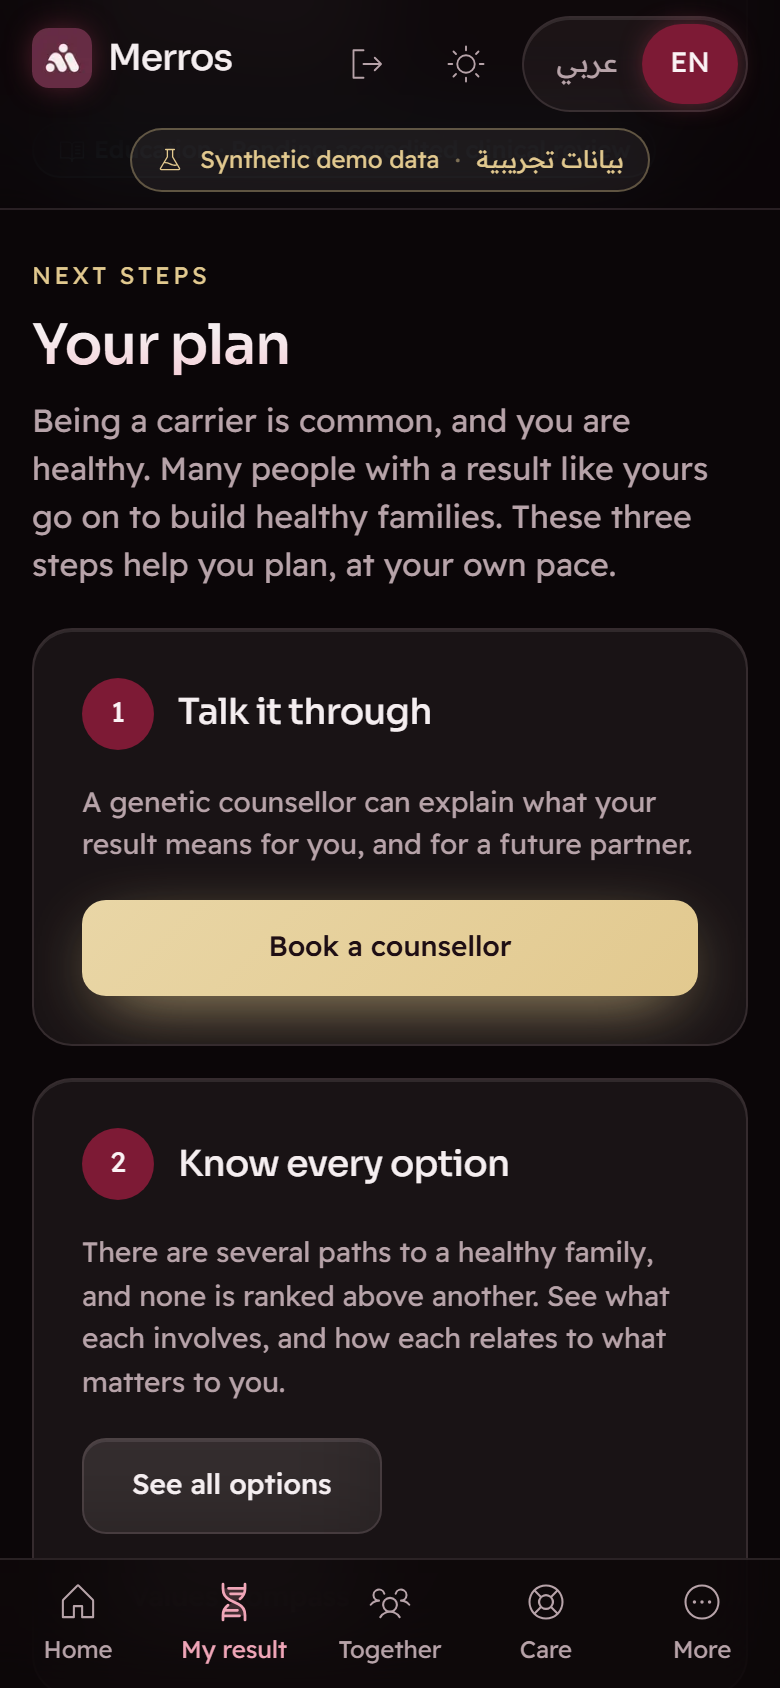 Merros
عربي
EN
Synthetic demo data · بيانات تجريبية
NEXT STEPS
Your plan
Being a carrier is common, and you are
healthy. Many people with a result like yours
go on to build healthy families. These three
steps help you plan, at your own pace.
1
Talk it through
A genetic counsellor can explain what your
result means for you, and for a future partner.
Book a counsellor
2
Know every option
There are several paths to a healthy family,
and none is ranked above another. See what
each involves, and how each relates to what
matters to you.
See all options
Home
My result
Together
Care
More